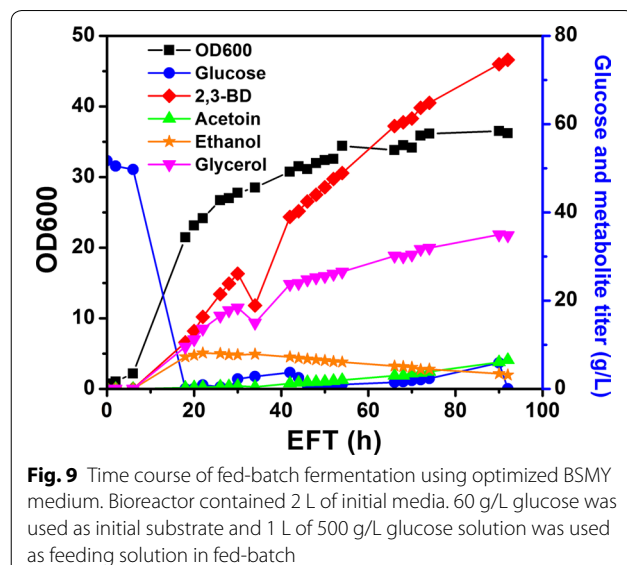 50
40
30
20
10
0
OD600
OD600
Glucose
2,3-BD
Acetoin
Ethanol
Glycerol
80
60
40
20
0
Glucose and metabolite titer (g/L)
0 20 40 60 80 100
EFT (h)
Fig. 9 Time course of fed-batch fermentation using optimized BSMY
medium. Bioreactor contained 2 L of initial media. 60 g/L glucose was
used as initial substrate and 1 L of 500 g/L glucose solution was used
as feeding solution in fed-batch